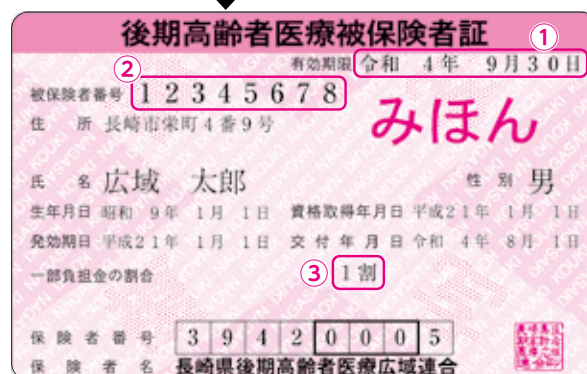 後期高齢者医療被保険者証
①
有効期限 令和 4年 9月30日
②
被保険者番号 12345678
住所 長崎市栄町4番9号
みほん
氏名 広域 太郎 性別 男
生年月日 昭和 9年 1月 1日 資格取得年月日 平成21年 1月 1日
発効期日 平成21年 1月 1日 交付年月日 令和 4年 8月 1日
一部負担金の割合 ③ 1割
保険者番号 39420005
保険者名 長崎県後期高齢者医療広域連合